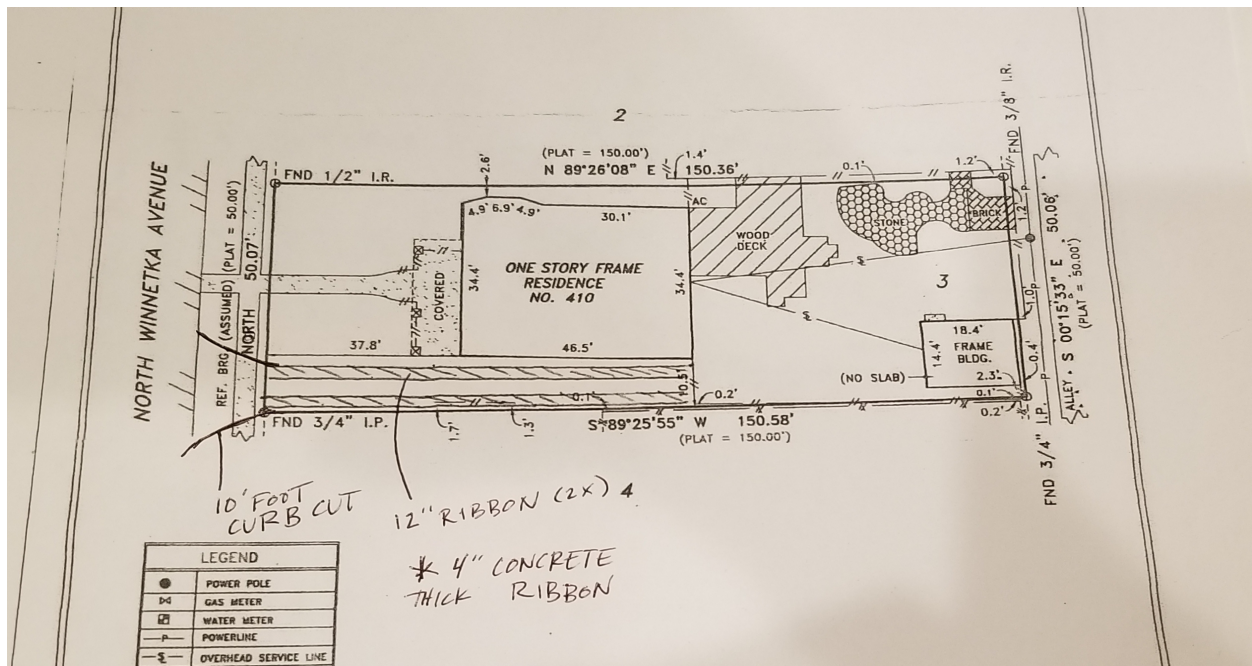 2
FND 3/8" I.R.
(PLAT = 150.00')
N 89°26'08" E 150.36'
1.4'
0.1'
1.2'
FND 1/2" I.R.
2.6'
NORTH WINNETKA AVENUE
(PLAT = 50.00')
50.07'
REF. BRG (ASSUMED)
NORTH
4.9' 6.9' 4.9'
30.1'
AC
WOOD
DECK
STONE
BRICK
1.2'
P
COVERED
34.4'
ONE STORY FRAME
RESIDENCE
NO. 410
34.4'
3
ALLEY . S 00°15'33" E 50.06'
(PLAT = 50.00')
1.0'
P
37.8'
46.5'
18.4'
FRAME
BLDG.
14.4'
(NO SLAB)
0.4'
P
2.3'
0.1'
0.2'
10.5'
0.1'
0.2'
FND 3/4" I.P.
1.7'
1.3'
S 89°25'55" W 150.58'
(PLAT = 150.00')
FND 3/4" I.P.
10' FOOT
CURB CUT
12" RIBBON (2X)
4
* 4" CONCRETE
THICK RIBBON
LEGEND
POWER POLE
GAS METER
WATER METER
P POWERLINE
OVERHEAD SERVICE LINE